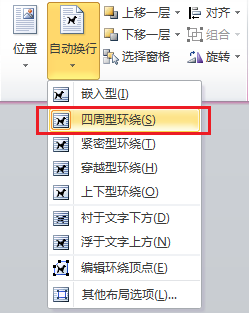 上移一层 对齐
下移一层 组合
位置 自动换行 选择窗格 旋转
嵌入型(I)
四周型环绕(S)
紧密型环绕(T)
穿越型环绕(H)
上下型环绕(O)
衬于文字下方(D)
浮于文字上方(N)
编辑环绕顶点(E)
其他布局选项(L)...